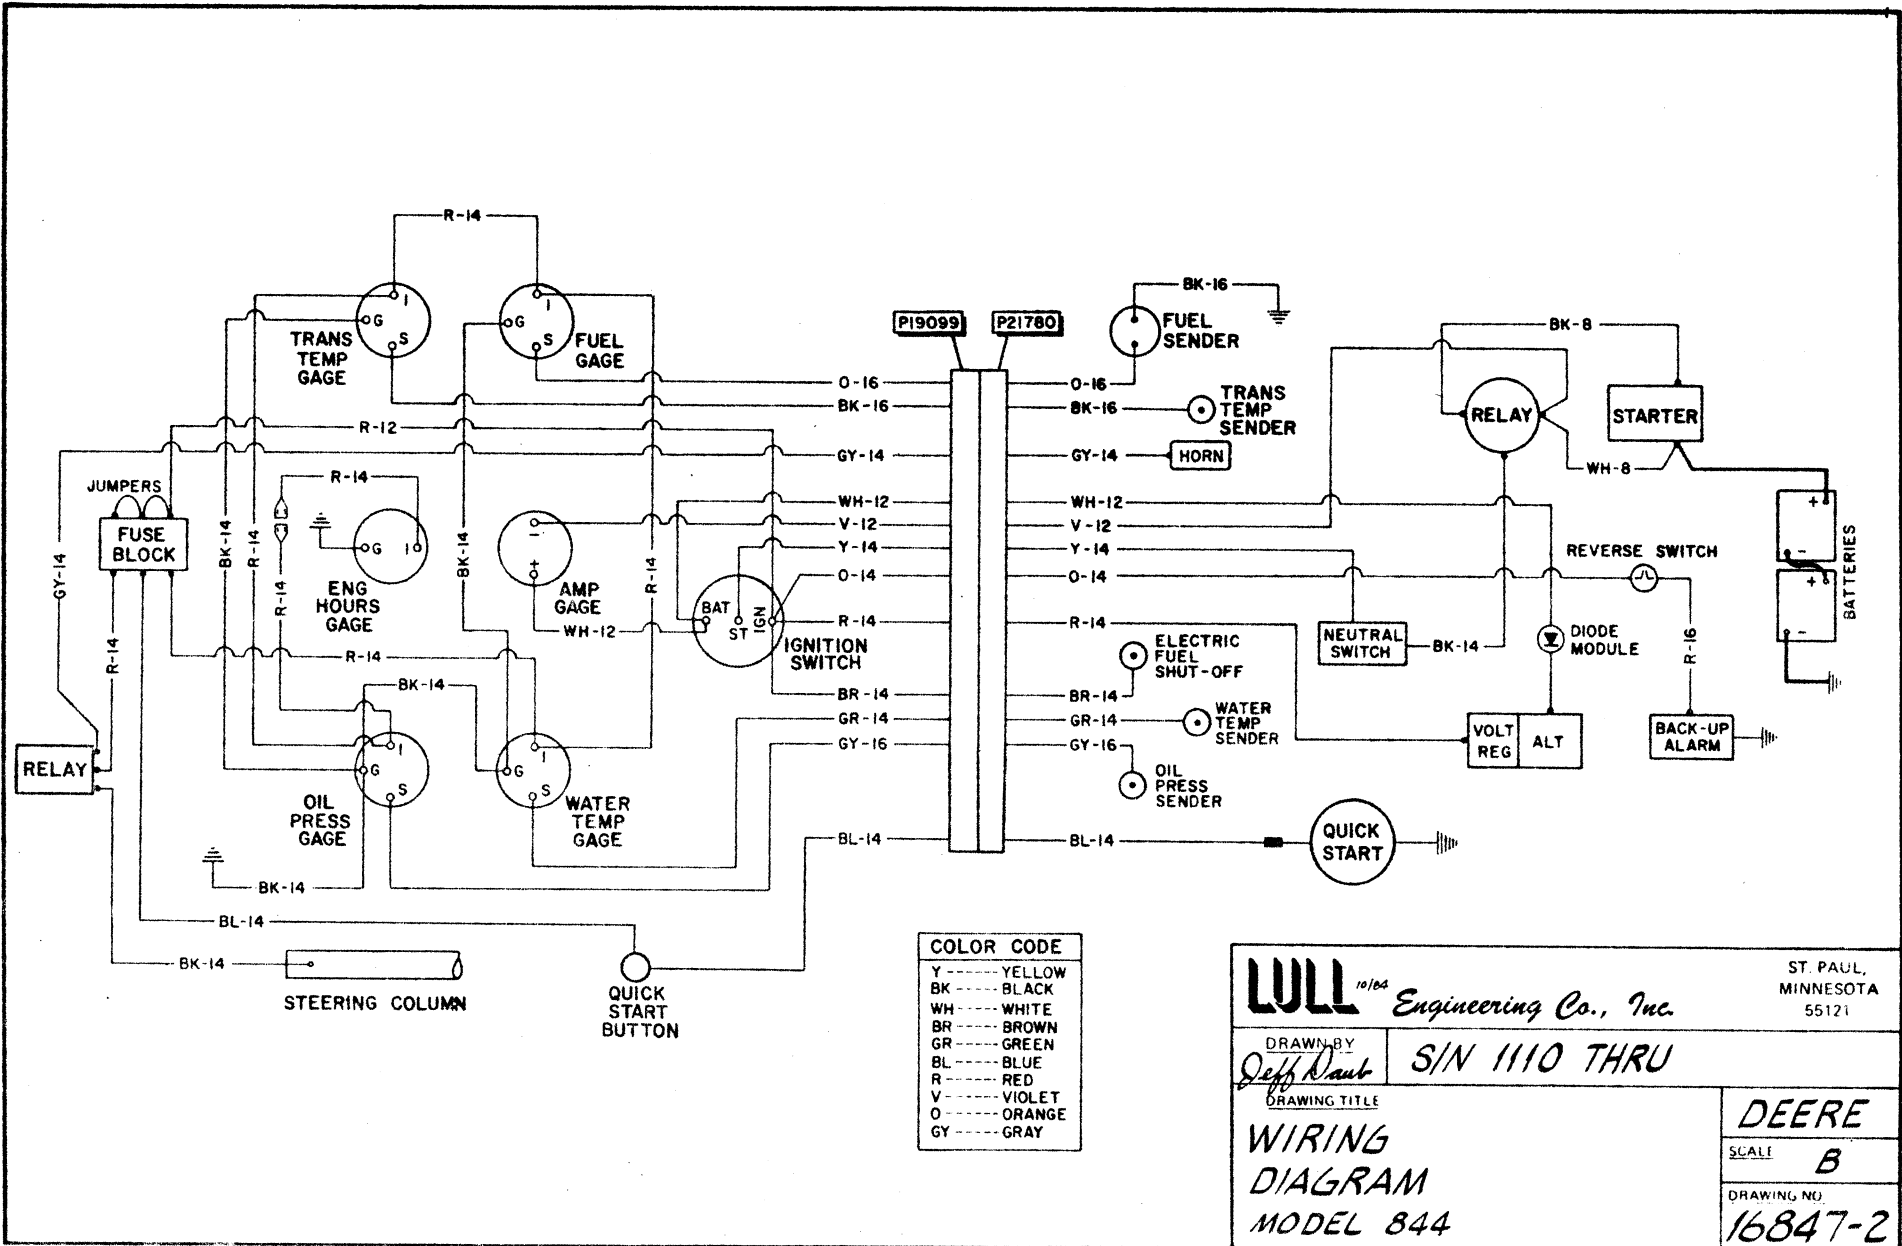 R-14
I
G
S
TRANS
TEMP
GAGE
I
G
S
FUEL
GAGE
P19099
P21780
BK-16
FUEL
SENDER
O-16
O-16
BK-16
BK-16
TRANS
TEMP
SENDER
R-12
GY-14
GY-14
HORN
BK-8
RELAY
STARTER
WH-8
R-14
JUMPERS
FUSE
BLOCK
GY-14
BK-14
R-14
R-14
G
I
ENG
HOURS
GAGE
BK-14
-
+
AMP
GAGE
R-14
WH-12
WH-12
WH-12
V-12
V-12
Y-14
Y-14
O-14
O-14
BAT
ST
IGN
IGNITION
SWITCH
R-14
R-14
REVERSE SWITCH
+
-
+
-
BATTERIES
NEUTRAL
SWITCH
BK-14
DIODE
MODULE
R-16
ELECTRIC
FUEL
SHUT-OFF
R-14
R-14
BK-14
BR-14
BR-14
GR-14
GR-14
WATER
TEMP
SENDER
GY-16
GY-16
OIL
PRESS
SENDER
VOLT
REG
ALT
BACK-UP
ALARM
RELAY
I
G
S
OIL
PRESS
GAGE
I
G
S
WATER
TEMP
GAGE
BL-14
BL-14
QUICK
START
BK-14
BL-14
BK-14
STEERING COLUMN
QUICK
START
BUTTON
COLOR CODE
Y ------ YELLOW
BK ----- BLACK
WH ---- WHITE
BR ----- BROWN
GR ----- GREEN
BL ----- BLUE
R ------ RED
V ------ VIOLET
O ------ ORANGE
GY ----- GRAY
LULL 10/84 Engineering Co., Inc.
ST. PAUL,
MINNESOTA
55121
DRAWN BY
Jeff Daub
S/N 1110 THRU
DRAWING TITLE
WIRING
DIAGRAM
MODEL 844
DEERE
SCALE B
DRAWING NO
16847-2